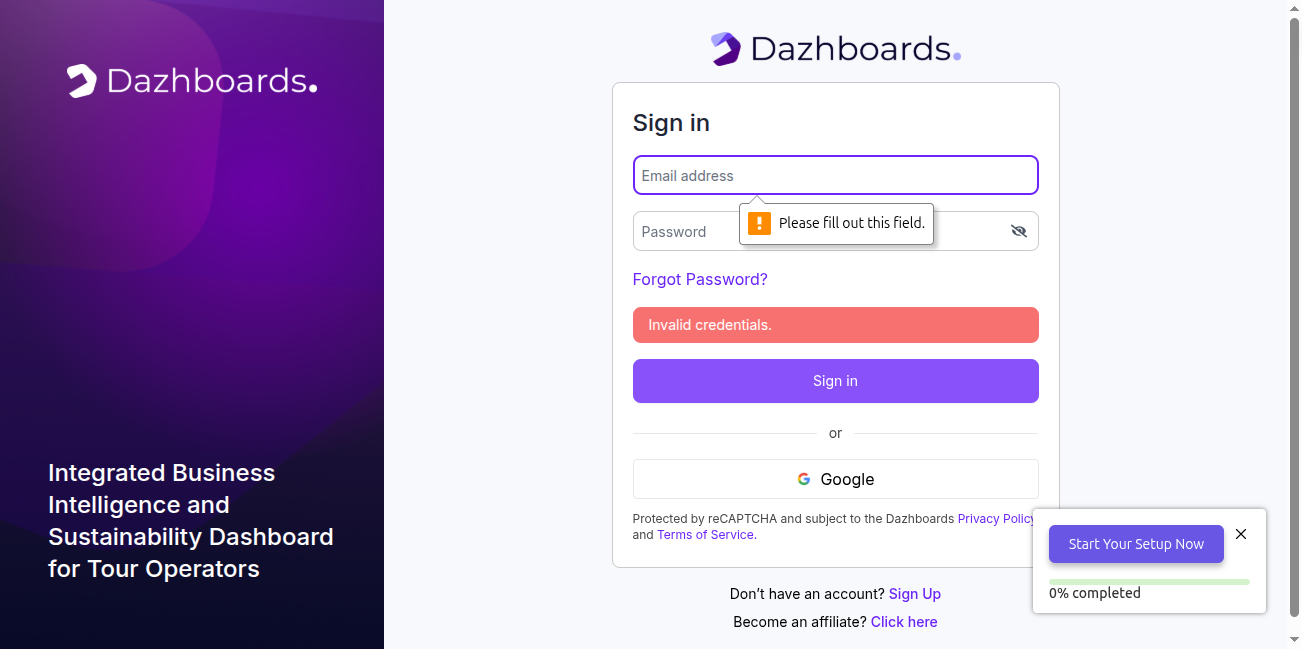 Dazhboards.
Integrated Business
Intelligence and
Sustainability Dashboard
for Tour Operators
Dazhboards.
Sign in
Email address
Please fill out this field.
Password
Forgot Password?
Invalid credentials.
Sign in
or
Google
Protected by reCAPTCHA and subject to the Dazhboards Privacy Policy
and Terms of Service.
Don’t have an account? Sign Up
Become an affiliate? Click here
Start Your Setup Now
0% completed